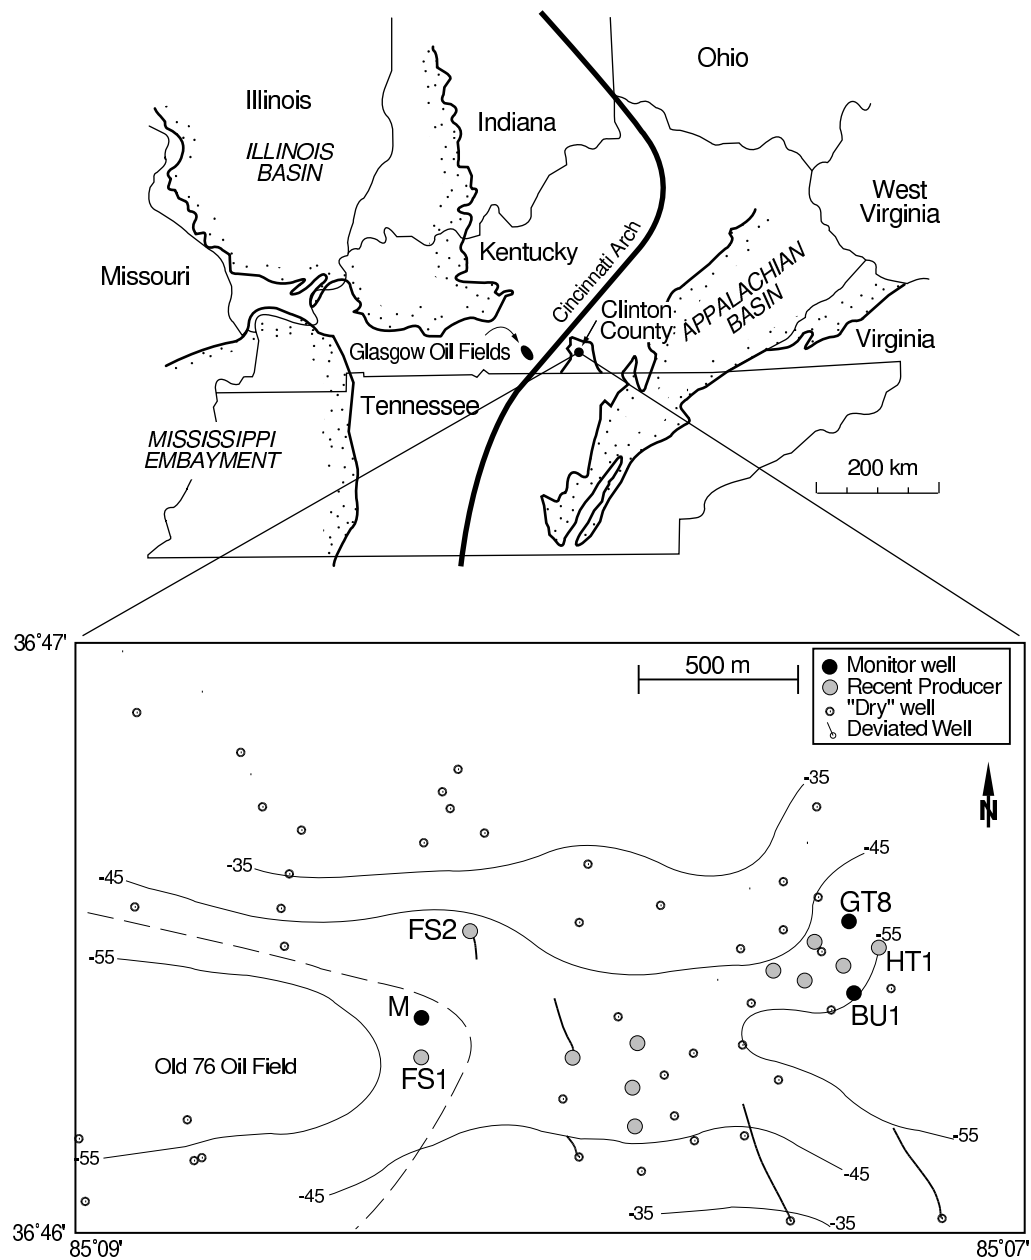 Ohio
Illinois
Indiana
ILLINOIS
BASIN
West
Virginia
Kentucky
Missouri
Cincinnati Arch
APPALACHIAN
BASIN
Clinton
County
Glasgow Oil Fields
Virginia
Tennessee
MISSISSIPPI
EMBAYMENT
200 km
36°47'
500 m
Monitor well
Recent Producer
"Dry" well
Deviated Well
N
-35
-45
-35
-45
GT8
FS2
-55
HT1
-55
M
BU1
Old 76 Oil Field
FS1
-55
-55
-45
-45
-35
-35
36°46'
85°09'
85°07'